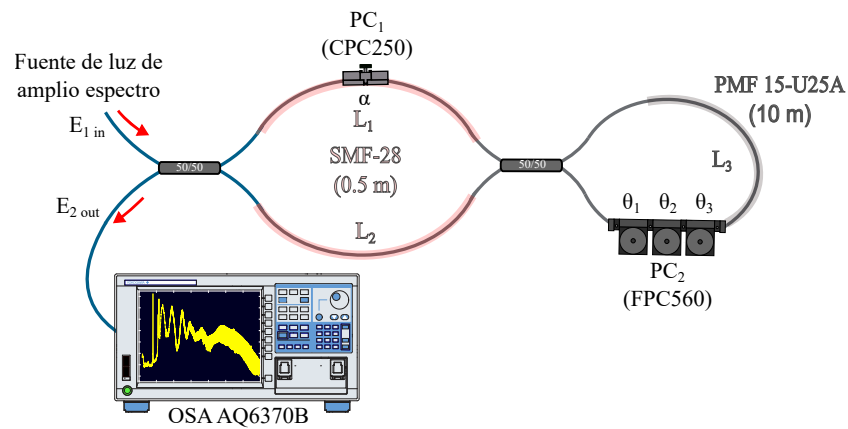 PC1
(CPC250)
Fuente de luz de
amplio espectro
E1 in
α
L1
SMF-28
(0.5 m)
L2
50/50
50/50
E2 out
PMF 15-U25A
(10 m)
L3
θ1 θ2 θ3
PC2
(FPC560)
OSA AQ6370B